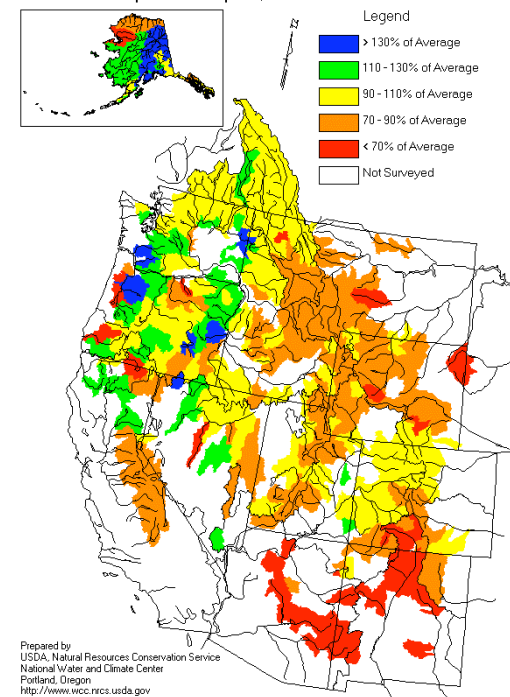 Legend
> 130% of Average
110 - 130% of Average
90 - 110% of Average
70 - 90% of Average
< 70% of Average
Not Surveyed
Prepared by
USDA, Natural Resources Conservation Service
National Water and Climate Center
Portland, Oregon
http://www.wcc.nrcs.usda.gov